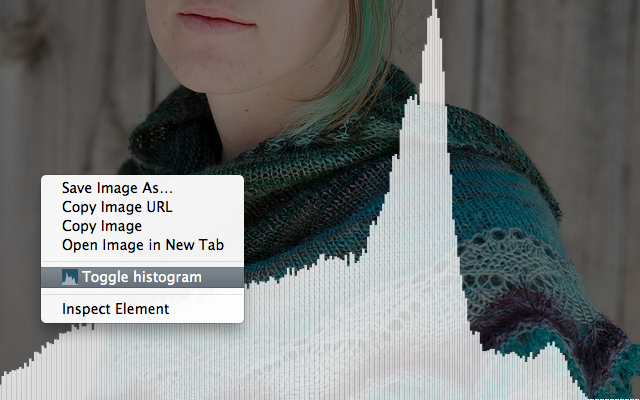 Save Image As…
Copy Image URL
Copy Image
Open Image in New Tab
Toggle histogram
Inspect Element